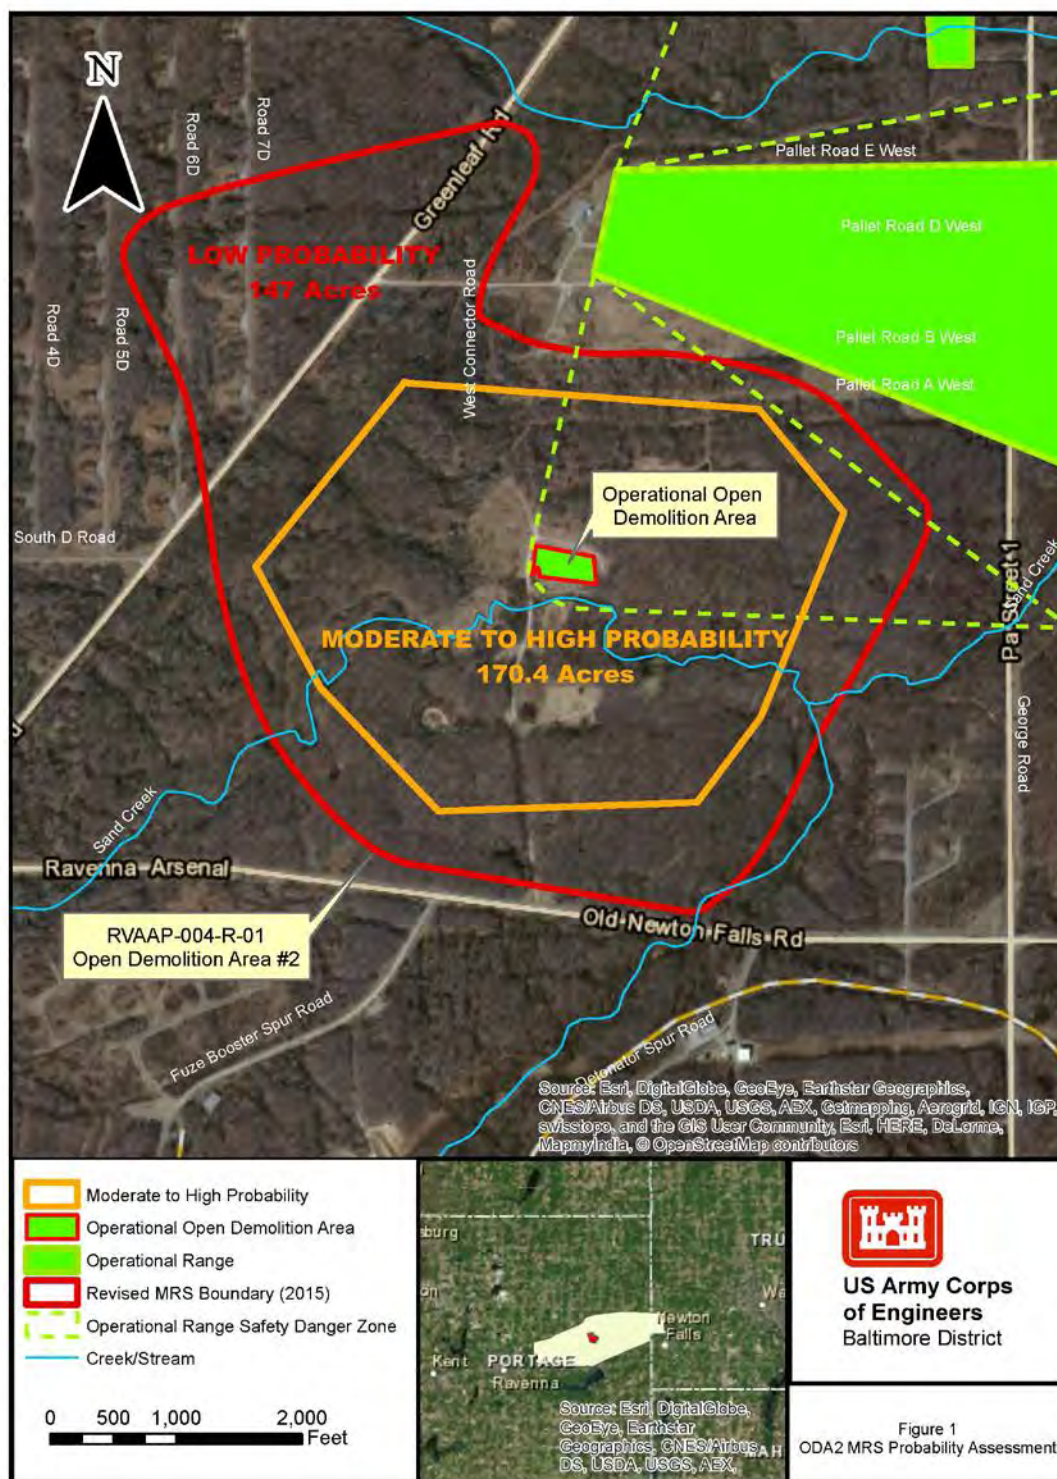 N
Road 7D
Road 6D
Greenleaf Rd
Pallet Road E West
Pallet Road D West
LOW PROBABILITY
147 Acres
West Connector Road
Road 4D
Road 5D
Pallet Road B West
Pallet Road A West
Operational Open
Demolition Area
South D Road
Sand Creek
George Road
MODERATE TO HIGH PROBABILITY
170.4 Acres
Sand Creek
Ravenna Arsenal
Old Newton Falls Rd
RVAAP-004-R-01
Open Demolition Area #2
Fuze Booster Spur Road
Detonator Spur Road
Source: Esri, DigitalGlobe, GeoEye, Earthstar Geographics,
CNES/Airbus DS, USDA, USGS, AEX, Getmapping, Aerogrid, IGN, IGP,
swisstopo, and the GIS User Community, Esri, HERE, DeLorme,
MapmyIndia, © OpenStreetMap contributors
Moderate to High Probability
Operational Open Demolition Area
Operational Range
Revised MRS Boundary (2015)
Operational Range Safety Danger Zone
Creek/Stream
0 500 1,000 2,000
Feet
sburg
TRU
on
We
Newton
Falls
Kent
PORTAGE
Ravenna
Source: Esri, DigitalGlobe,
GeoEye, Earthstar
Geographics, CNES/Airbus
DS, USDA, USGS, AEX,
AH
US Army Corps
of Engineers
Baltimore District
Figure 1
ODA2 MRS Probability Assessment